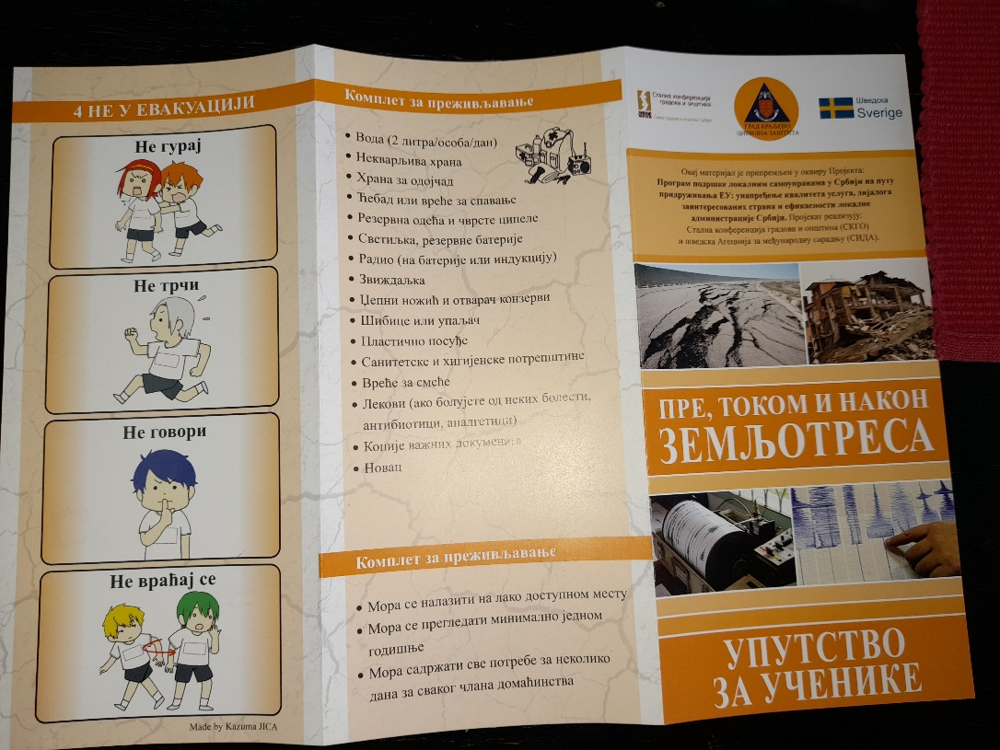 4 НЕ У ЕВАКУАЦИЈИ
Не гурај
Не трчи
Не говори
Не враћај се
Made by Kazuma JICA
Комплет за преживљавање
• Вода (2 литра/особа/дан)
• Некварљива храна
• Храна за одојчад
• Ћебад или вреће за спавање
• Резервна одећа и чврсте ципеле
• Светиљка, резервне батерије
• Радио (на батерије или индукцију)
• Звиждаљка
• Џепни ножић и отварач конзерви
• Шибице или упаљач
• Пластично посуђе
• Санитетске и хигијенске потрепштине
• Вреће за смеће
• Лекови (ако болујете од неких болести,
антибиотици, аналгетици)
• Копије важних докумената
• Новац
Комплет за преживљавање
• Мора се налазити на лако доступном месту
• Мора се прегледати минимално једном
годишње
• Мора садржати све потребе за неколико
дана за сваког члана домаћинства
Стална конференција
градова и општина
ГРАД КРАЉЕВО
ЦИВИЛНА ЗАШТИТА
Шведска
Sverige
Овај материјал је припремљен у оквиру Пројекта:
Програм подршке локалним самоуправама у Србији на путу
придруживања ЕУ: унапређење квалитета услуга, дијалога
заинтересованих страна и ефикасности локалне
администрације Србији. Пројекат реализују:
Стална конференција градова и општина (СКГО)
и шведска Агенција за међународну сарадњу (СИДА).
ПРЕ, ТОКОМ И НАКОН
ЗЕМЉОТРЕСА
УПУТСТВО
ЗА УЧЕНИКЕ